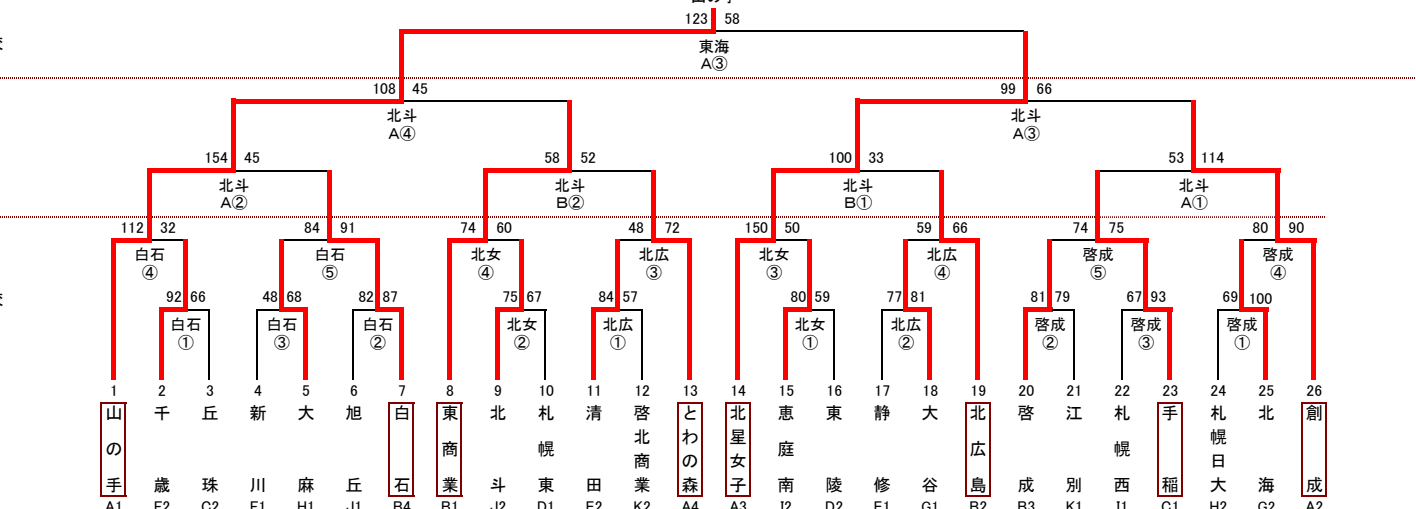 123 58
東海
A③
108 45
99 66
北斗
A④
北斗
A③
154 45
58 52
100 33
53 114
北斗
A②
北斗
B②
北斗
B①
北斗
A①
112 32
84 91
74 60
48 72
150 50
59 66
74 75
80 90
白石
④
白石
⑤
北女
④
北広
③
北女
③
北広
④
啓成
⑤
啓成
④
92 66
48 68
82 87
75 67
84 57
80 59
77 81
81 79
67 93
69 100
白石
①
白石
③
白石
②
北女
②
北広
①
北女
①
北広
②
啓成
②
啓成
③
啓成
①
1 2 3 4 5 6 7 8 9 10 11 12 13 14 15 16 17 18 19 20 21 22 23 24 25 26
山の手
千歳
丘珠
新川
大麻
旭丘
白石
東商業
北斗
札幌東
清田
啓北商業
とわの森
北星女子
恵庭南
東陵
静修
大谷
北広島
啓成
江別
札幌西
手稲
札幌日大
北海
創成